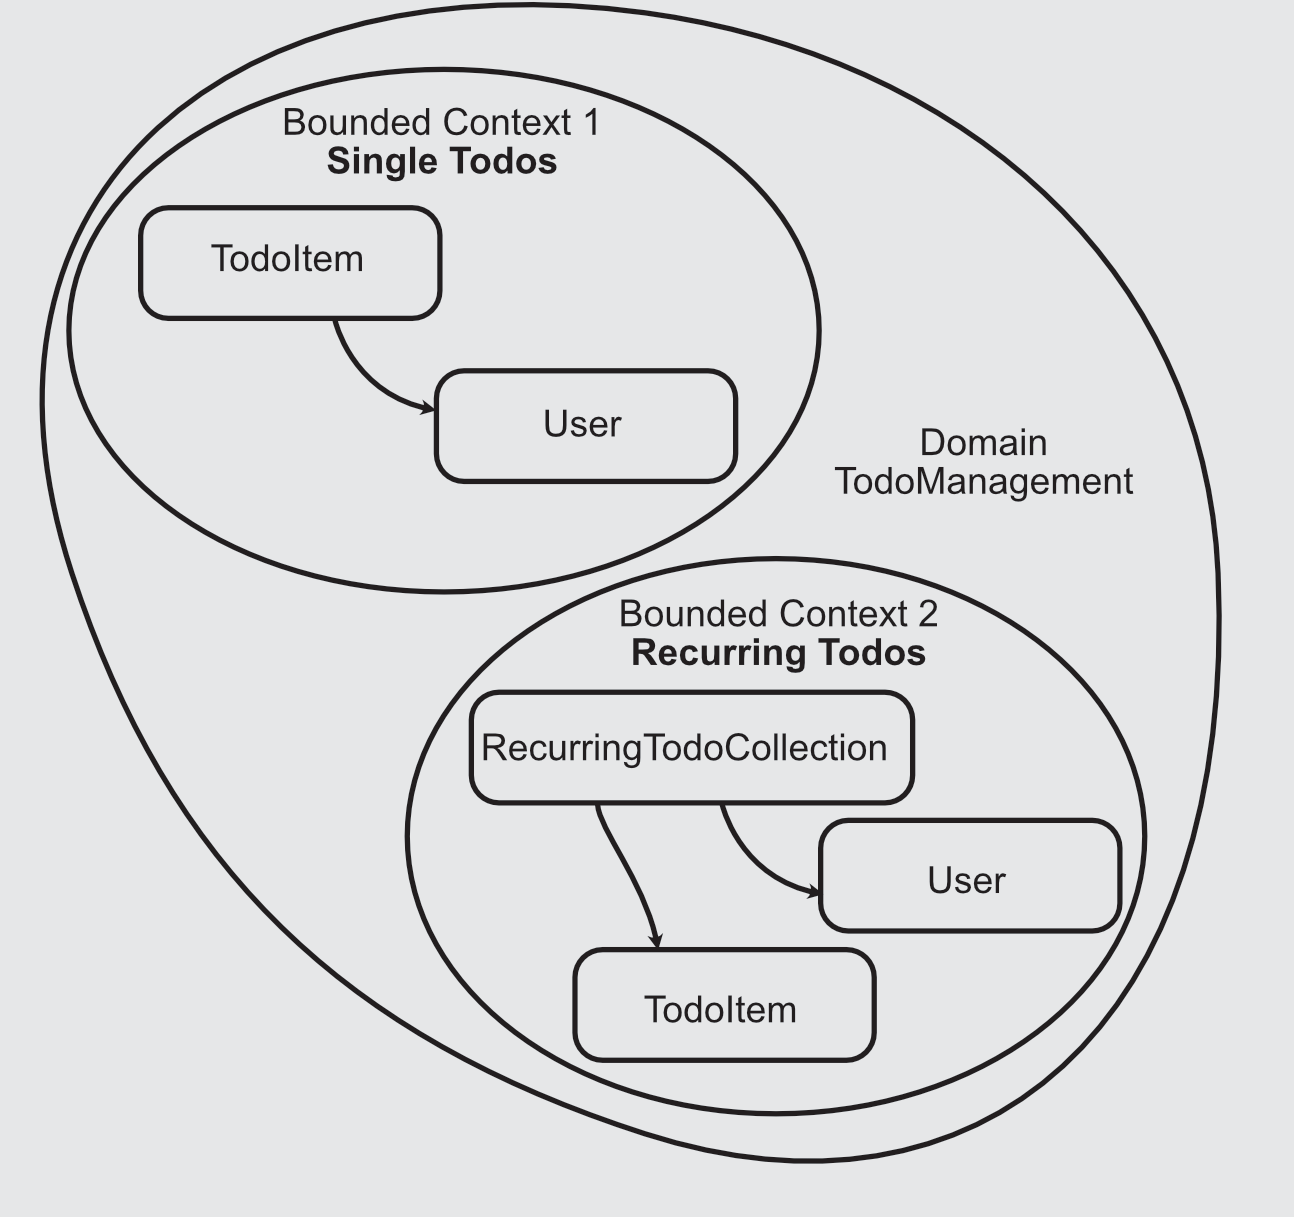 Bounded Context 1
Single Todos
TodoItem
User
Domain
TodoManagement
Bounded Context 2
Recurring Todos
RecurringTodoCollection
User
TodoItem